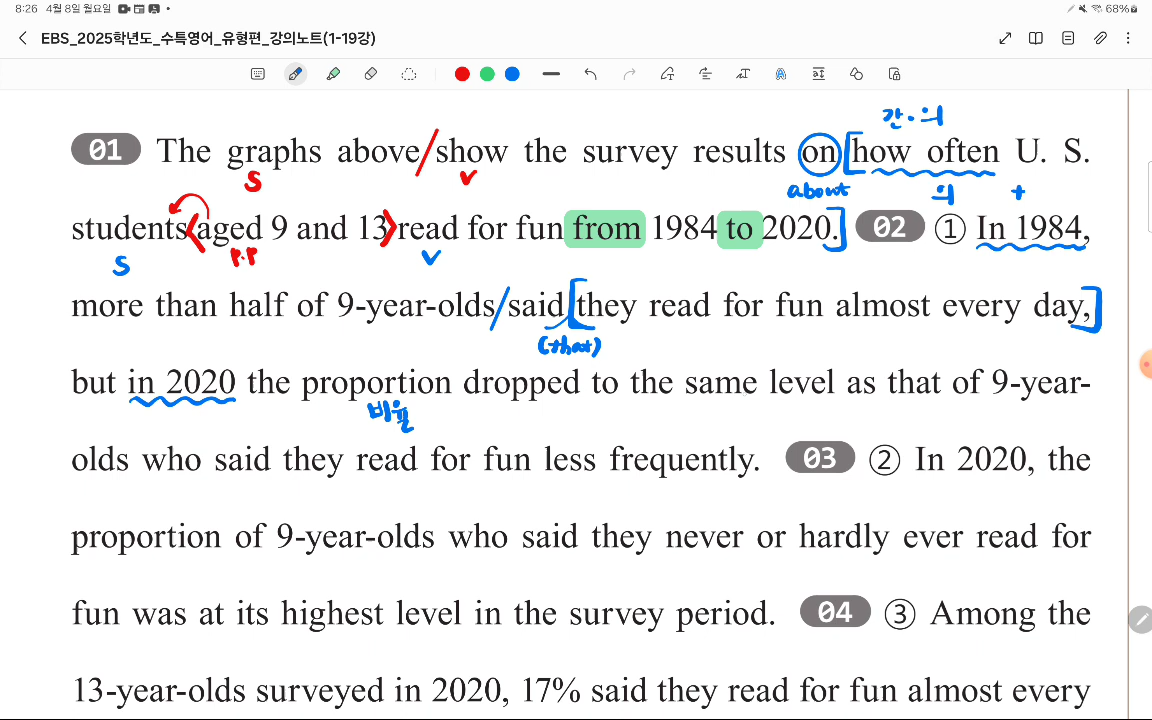 8:26 4월 8일 월요일 68%
EBS_2025학년도_수특영어_유형편_강의노트(1-19강)
간·의
01 The graphs above/show the survey results on [how often U. S.
S V about 의 +
students<aged 9 and 13>read for fun from 1984 to 2020.] 02 ① In 1984,
S P.P V
more than half of 9-year-olds/said [they read for fun almost every day,]
(that)
but in 2020 the proportion dropped to the same level as that of 9-year-
비율
olds who said they read for fun less frequently. 03 ② In 2020, the
proportion of 9-year-olds who said they never or hardly ever read for
fun was at its highest level in the survey period. 04 ③ Among the
13-year-olds surveyed in 2020, 17% said they read for fun almost every